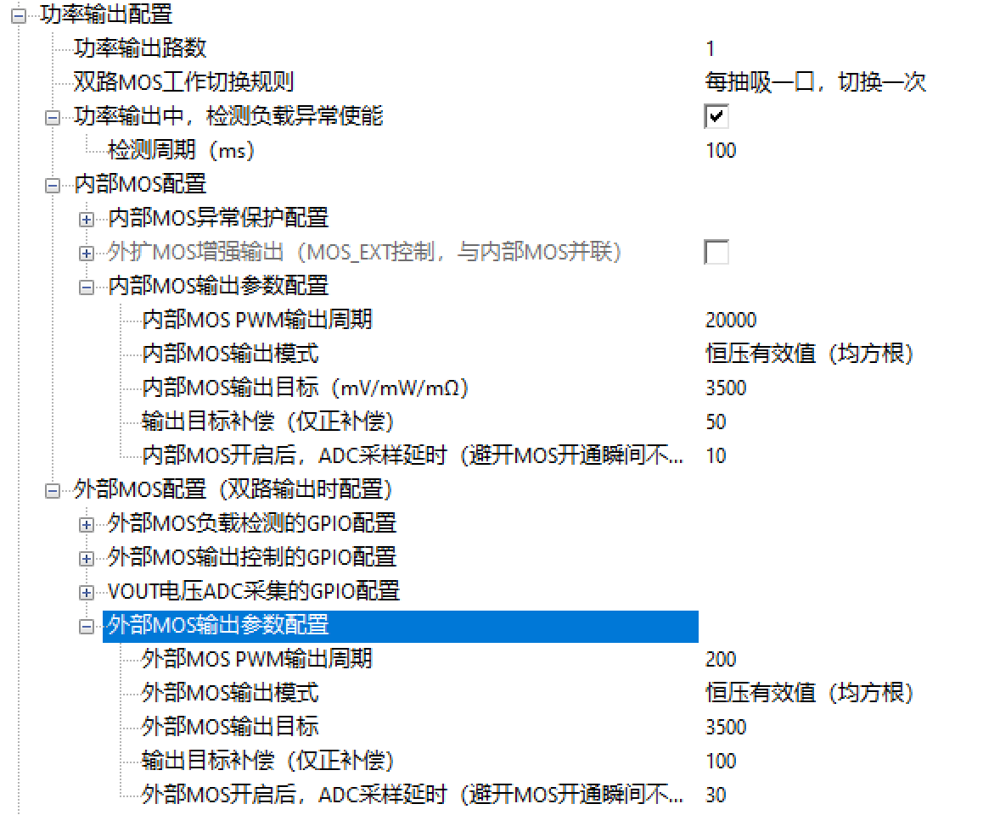 功率输出配置
功率输出路数 1
双路MOS工作切换规则 每抽吸一口，切换一次
功率输出中，检测负载异常使能
检测周期（ms） 100
内部MOS配置
内部MOS异常保护配置
外扩MOS增强输出（MOS_EXT控制，与内部MOS并联）
内部MOS输出参数配置
内部MOS PWM输出周期 20000
内部MOS输出模式 恒压有效值（均方根）
内部MOS输出目标（mV/mW/mΩ） 3500
输出目标补偿（仅正补偿） 50
内部MOS开启后，ADC采样延时（避开MOS开通瞬间不... 10
外部MOS配置（双路输出时配置）
外部MOS负载检测的GPIO配置
外部MOS输出控制的GPIO配置
VOUT电压ADC采集的GPIO配置
外部MOS输出参数配置
外部MOS PWM输出周期 200
外部MOS输出模式 恒压有效值（均方根）
外部MOS输出目标 3500
输出目标补偿（仅正补偿） 100
外部MOS开启后，ADC采样延时（避开MOS开通瞬间不... 30